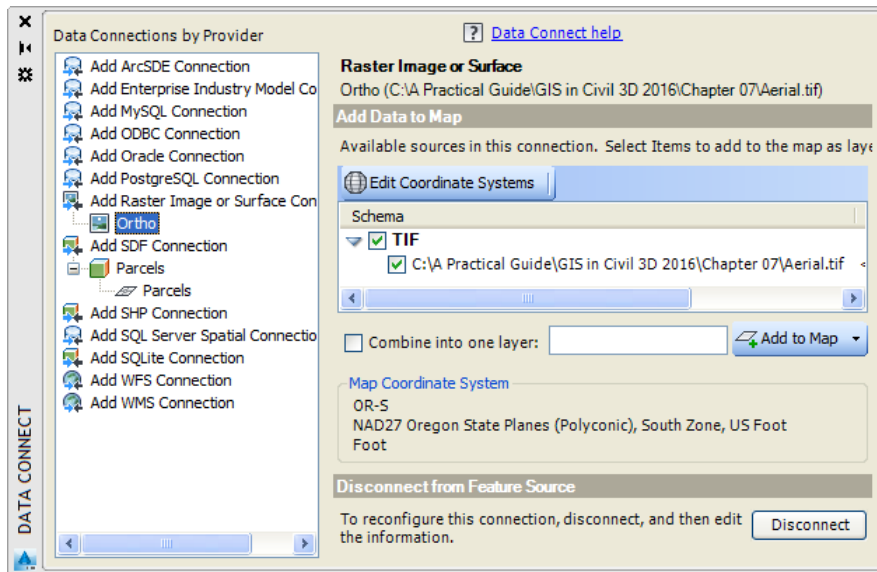 Data Connections by Provider
Add ArcSDE Connection
Add Enterprise Industry Model Co
Add MySQL Connection
Add ODBC Connection
Add Oracle Connection
Add PostgreSQL Connection
Add Raster Image or Surface Con
Ortho
Add SDF Connection
Parcels
Parcels
Add SHP Connection
Add SQL Server Spatial Connectio
Add SQLite Connection
Add WFS Connection
Add WMS Connection
DATA CONNECT
? Data Connect help
Raster Image or Surface
Ortho (C:\A Practical Guide\GIS in Civil 3D 2016\Chapter 07\Aerial.tif)
Add Data to Map
Available sources in this connection. Select Items to add to the map as laye
Edit Coordinate Systems
Schema
TIF
C:\A Practical Guide\GIS in Civil 3D 2016\Chapter 07\Aerial.tif <
Combine into one layer: Add to Map
Map Coordinate System
OR-S
NAD27 Oregon State Planes (Polyconic), South Zone, US Foot
Foot
Disconnect from Feature Source
To reconfigure this connection, disconnect, and then edit
the information.
Disconnect